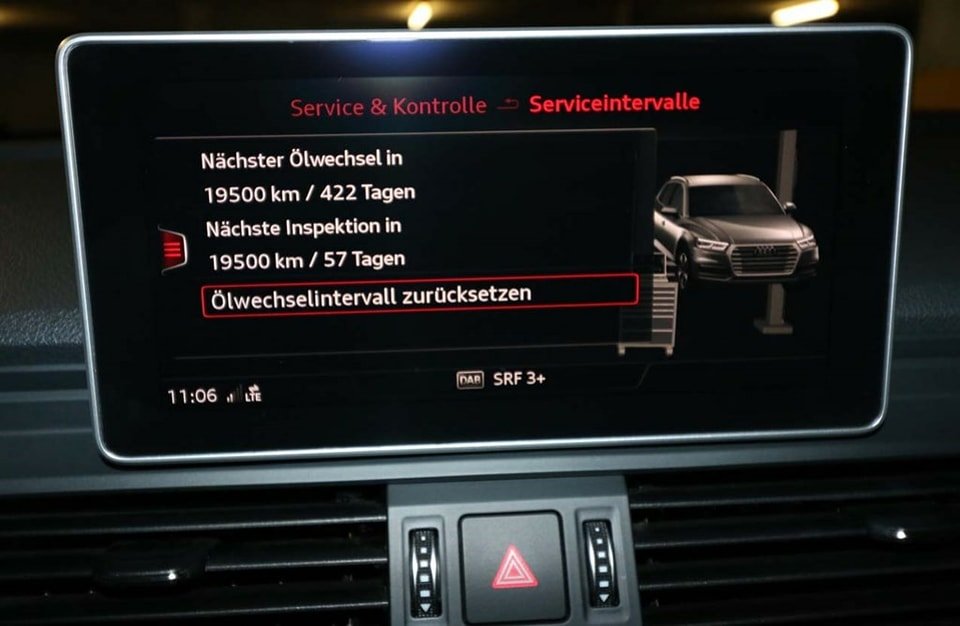 Service & Kontrolle Serviceintervalle
Nächster Ölwechsel in
19500 km / 422 Tagen
Nächste Inspektion in
19500 km / 57 Tagen
Ölwechselintervall zurücksetzen
11:06 LTE DAB SRF 3+